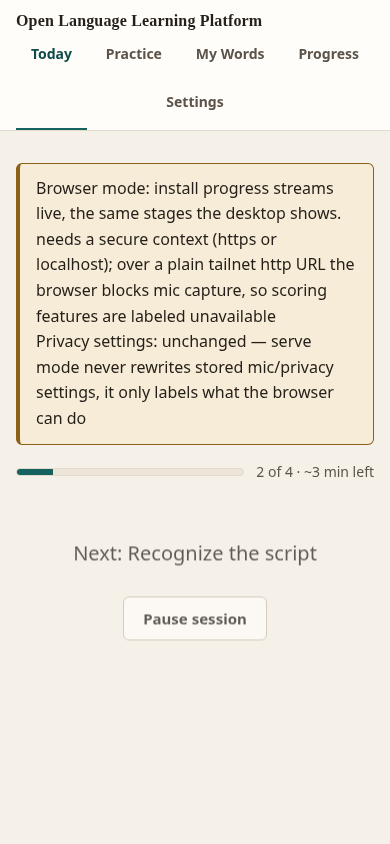 Open Language Learning Platform
Today Practice My Words Progress
Settings
Browser mode: install progress streams
live, the same stages the desktop shows.
needs a secure context (https or
localhost); over a plain tailnet http URL the
browser blocks mic capture, so scoring
features are labeled unavailable
Privacy settings: unchanged — serve
mode never rewrites stored mic/privacy
settings, it only labels what the browser
can do
2 of 4 · ~3 min left
Next: Recognize the script
Pause session